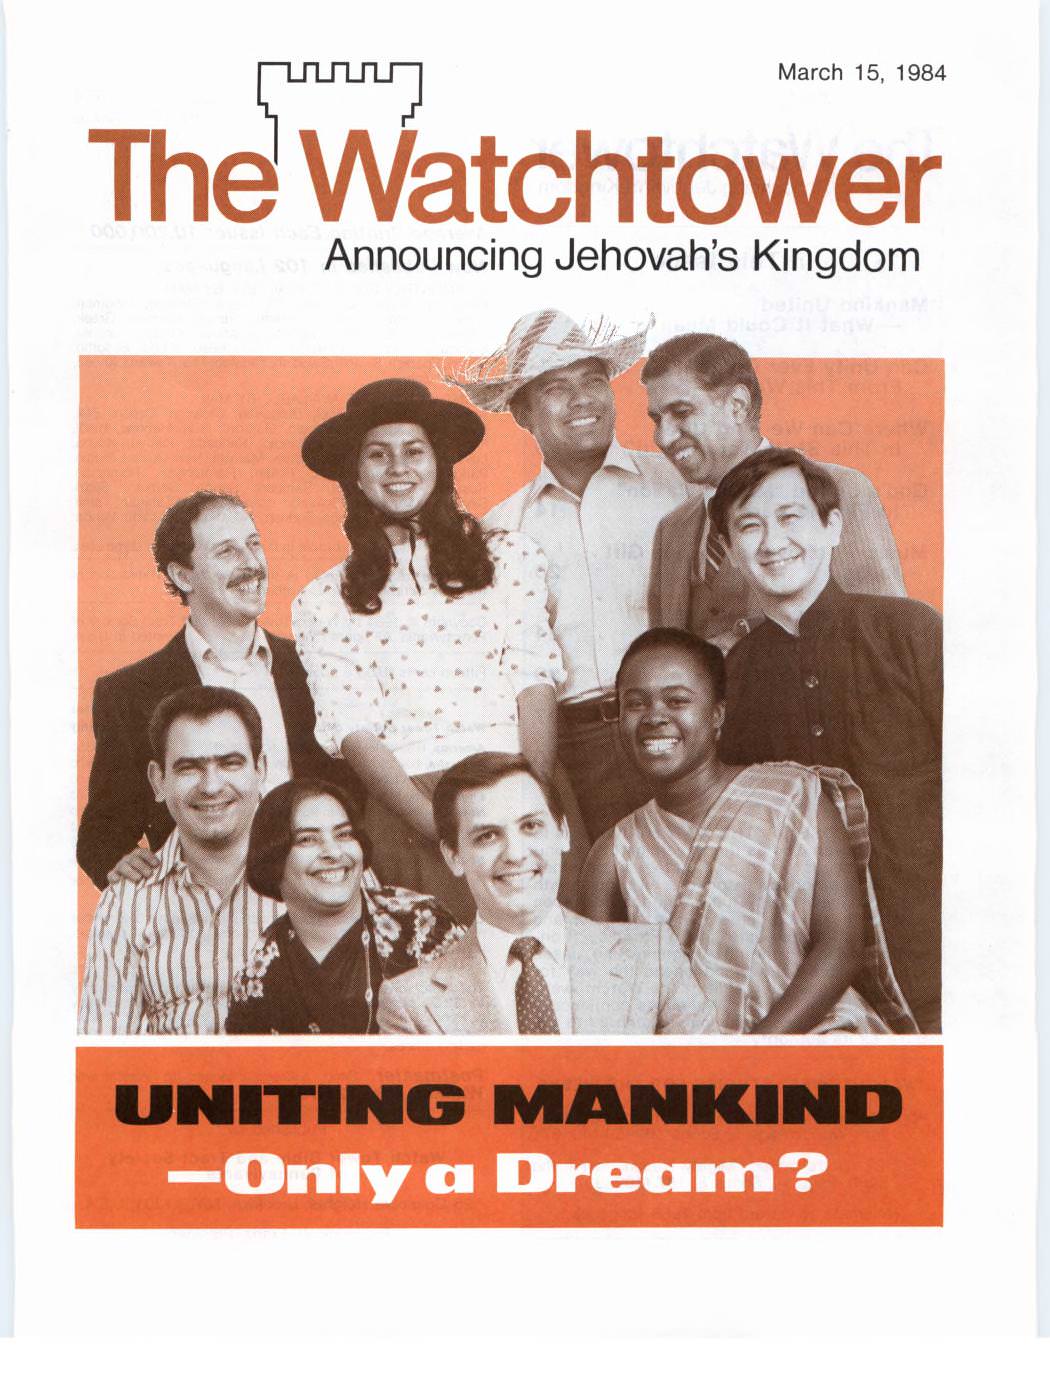 March 15, 1984
The Watchtower
Announcing Jehovah's Kingdom
UNITING MANKIND
—Only a Dream?